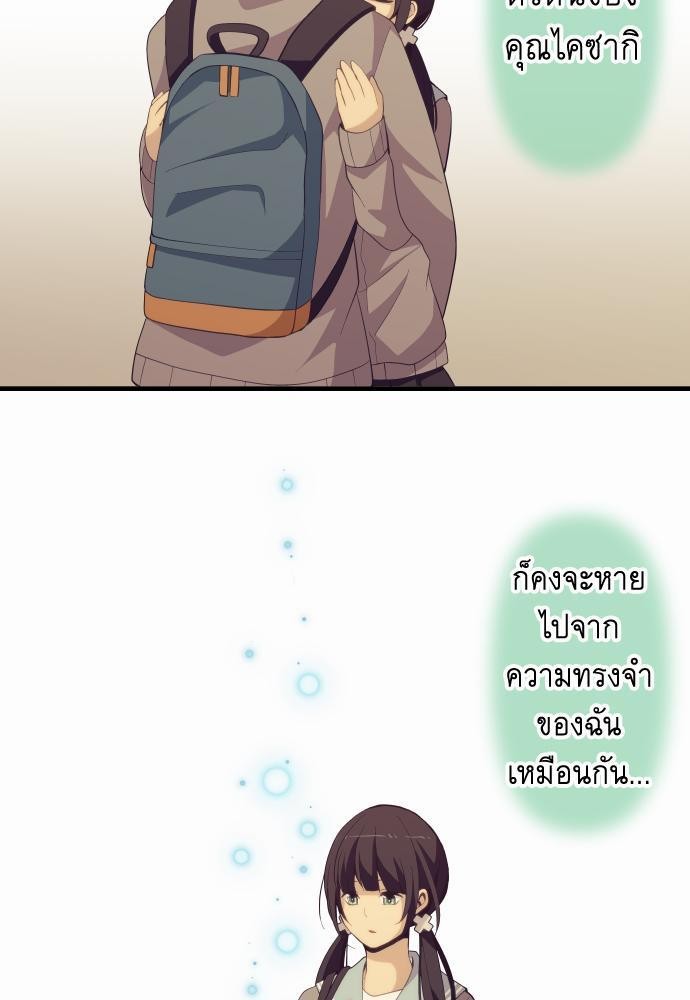 คุณไคซากิ
ก็คงจะหาย
ไปจาก
ความทรงจำ
ของฉัน
เหมือนกัน...